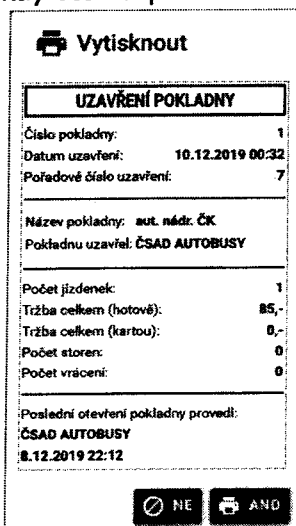 Vytisknout
UZAVŘENÍ POKLADNY
Číslo pokladny: 1
Datum uzavření: 10.12.2019 00:32
Pořadové číslo uzavření: 7
Název pokladny: aut. nádr. ČK
Pokladnu uzavřel: ČSAD AUTOBUSY
Počet jízdenek: 1
Tržba celkem (hotově): 85,-
Tržba celkem (kartou): 0,-
Počet storen: 0
Počet vrácení: 0
Poslední otevření pokladny provedl:
ČSAD AUTOBUSY
8.12.2019 22:12
NE ANO